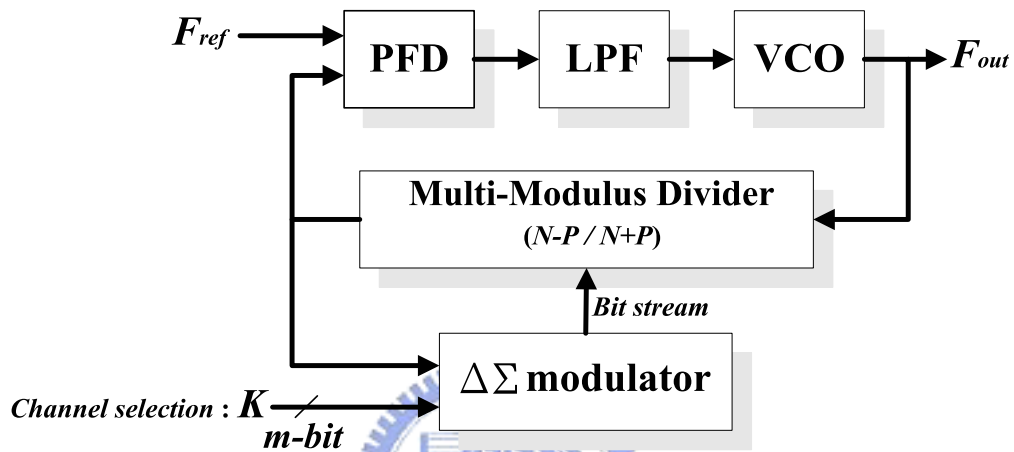 F_ref
PFD
LPF
VCO
F_out
Multi-Modulus Divider
(N-P / N+P)
Bit stream
ΔΣ modulator
Channel selection : K
m-bit